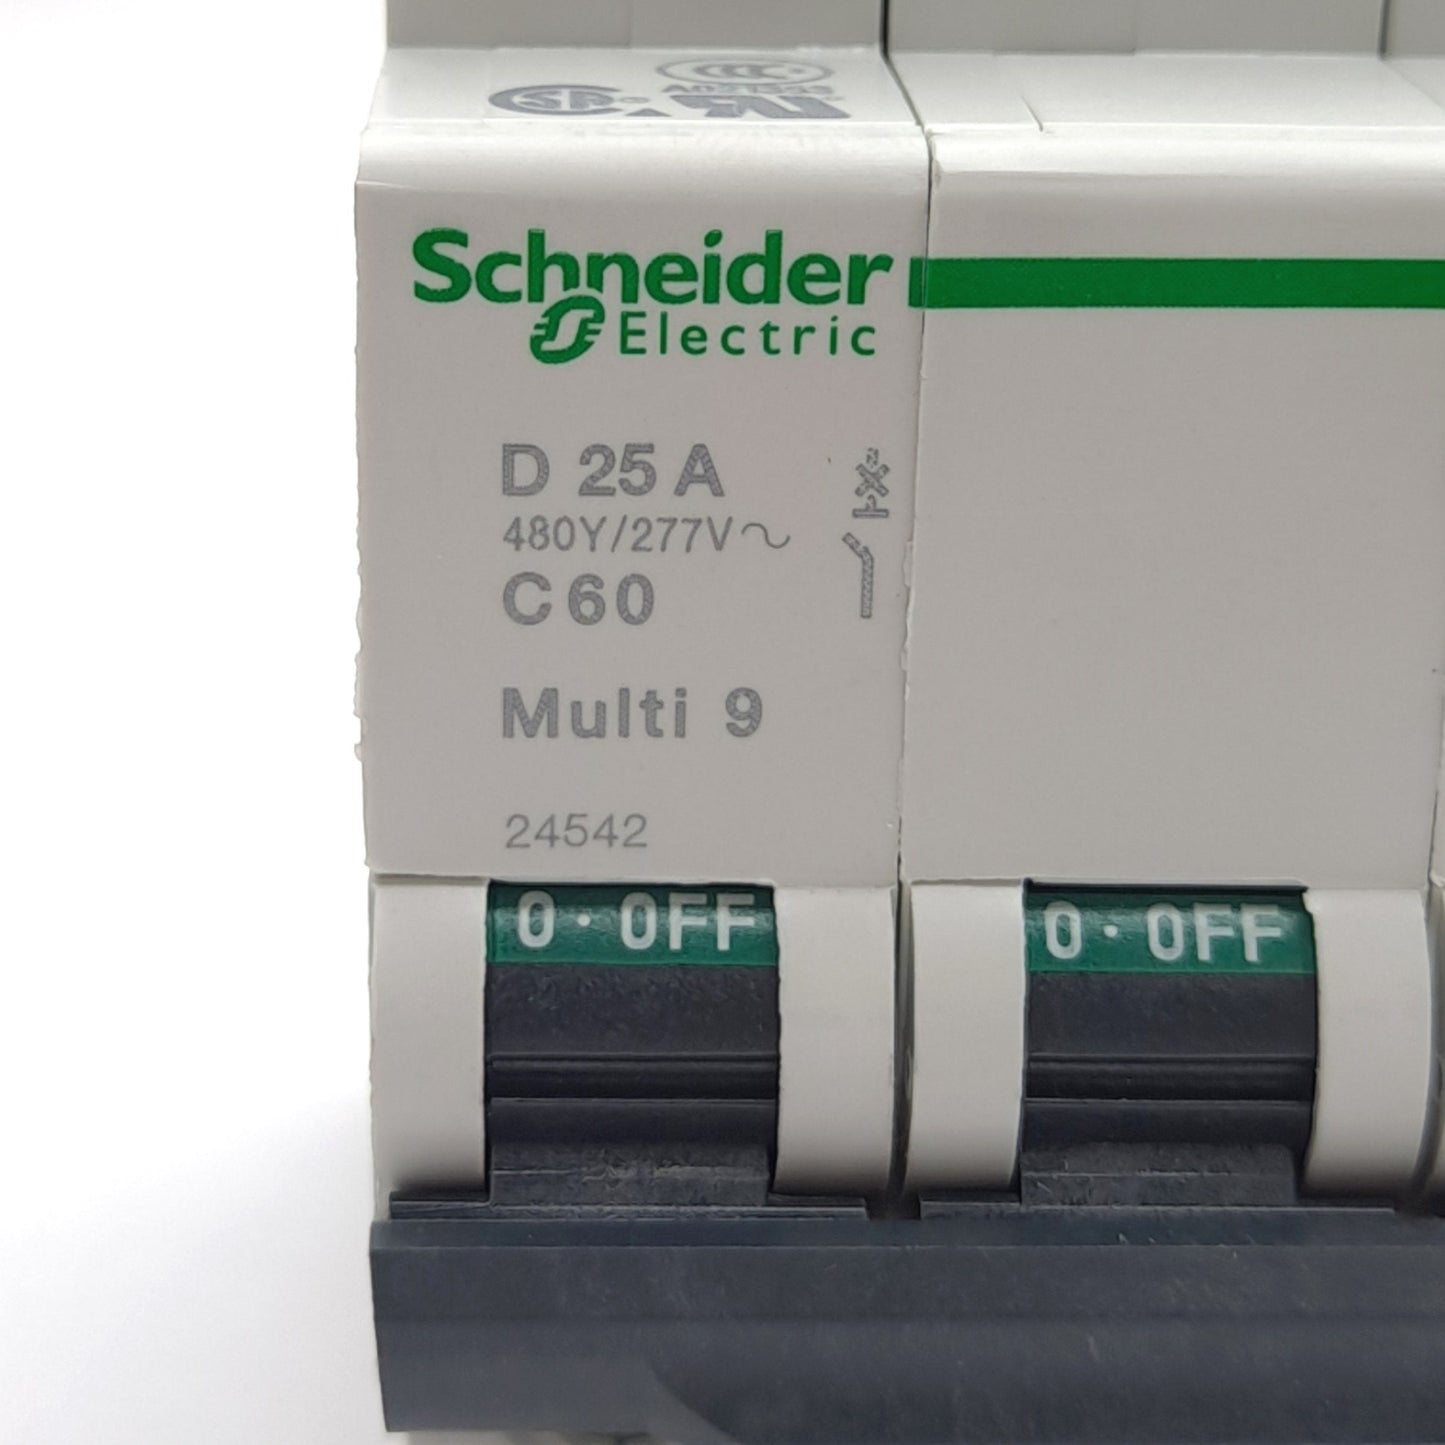 Schneider
Electric
D 25 A
480Y/277V~
C60
Multi 9
24542
0 · OFF
0 · OFF